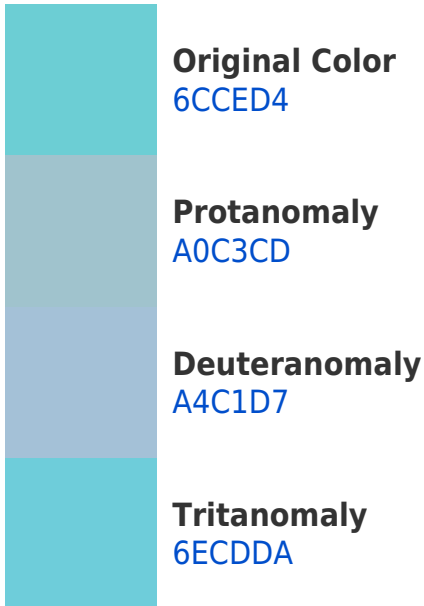 Original Color
6CCED4
Protanomaly
A0C3CD
Deuteranomaly
A4C1D7
Tritanomaly
6ECDDA